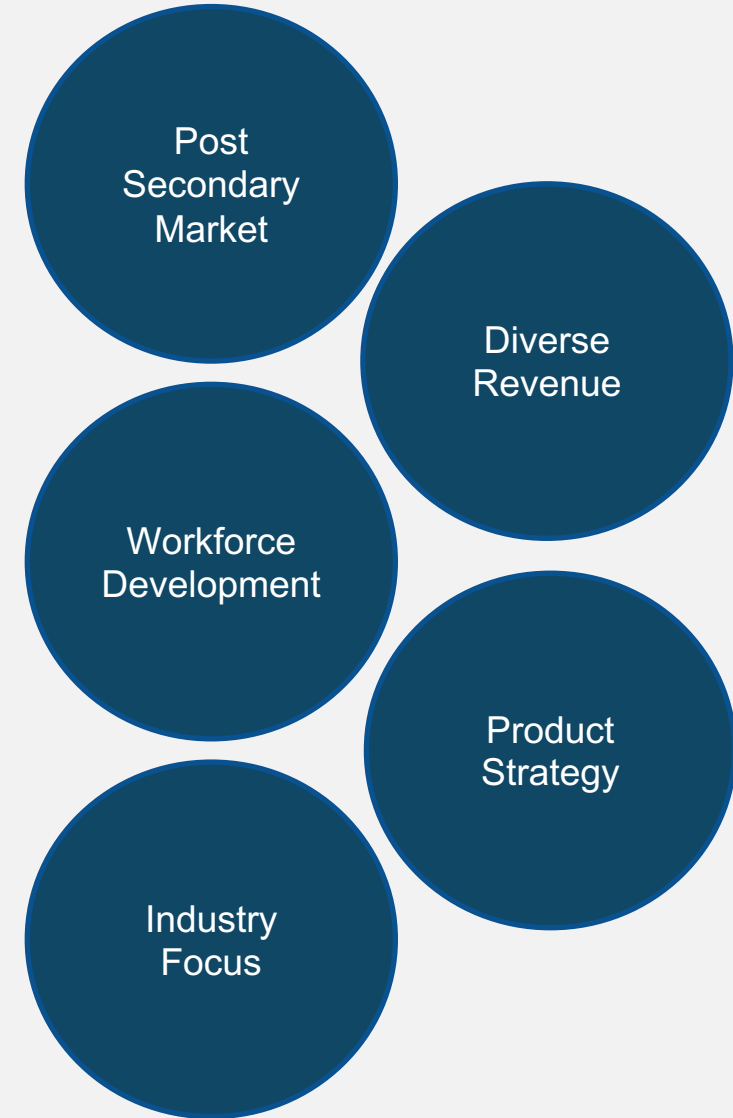 Post
Secondary
Market
Diverse
Revenue
Workforce
Development
Product
Strategy
Industry
Focus